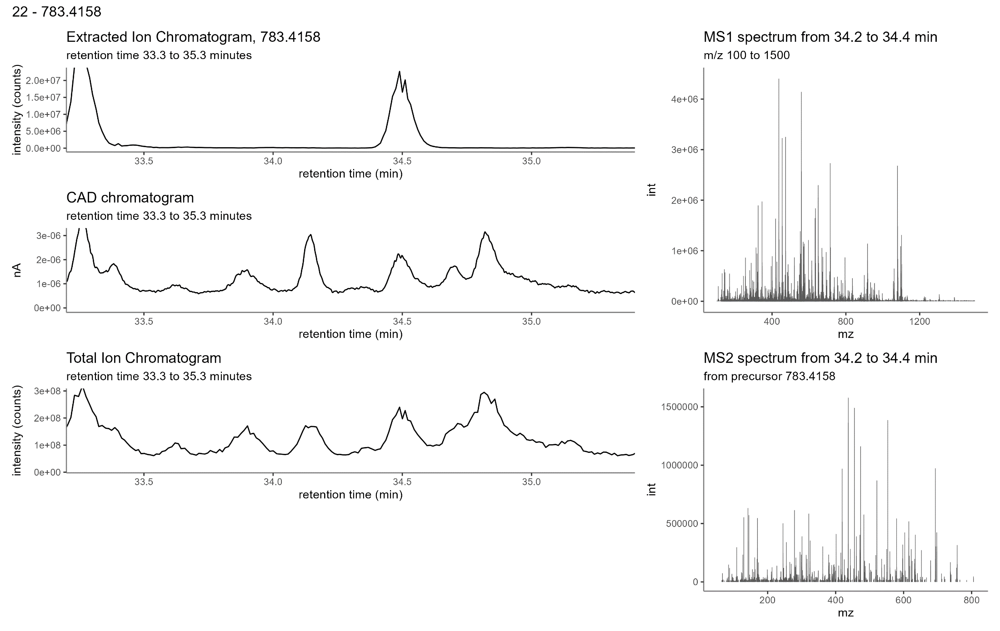 22 - 783.4158
Extracted Ion Chromatogram, 783.4158
retention time 33.3 to 35.3 minutes
intensity (counts)
2.0e+07
1.5e+07
1.0e+07
5.0e+06
0.0e+00
33.5 34.0 34.5 35.0
retention time (min)
CAD chromatogram
retention time 33.3 to 35.3 minutes
nA
3e-06
2e-06
1e-06
0e+00
33.5 34.0 34.5 35.0
retention time (min)
Total Ion Chromatogram
retention time 33.3 to 35.3 minutes
intensity (counts)
3e+08
2e+08
1e+08
0e+00
33.5 34.0 34.5 35.0
retention time (min)
MS1 spectrum from 34.2 to 34.4 min
m/z 100 to 1500
int
4e+06
3e+06
2e+06
1e+06
0e+00
400 800 1200
mz
MS2 spectrum from 34.2 to 34.4 min
from precursor 783.4158
int
1500000
1000000
500000
0
200 400 600 800
mz